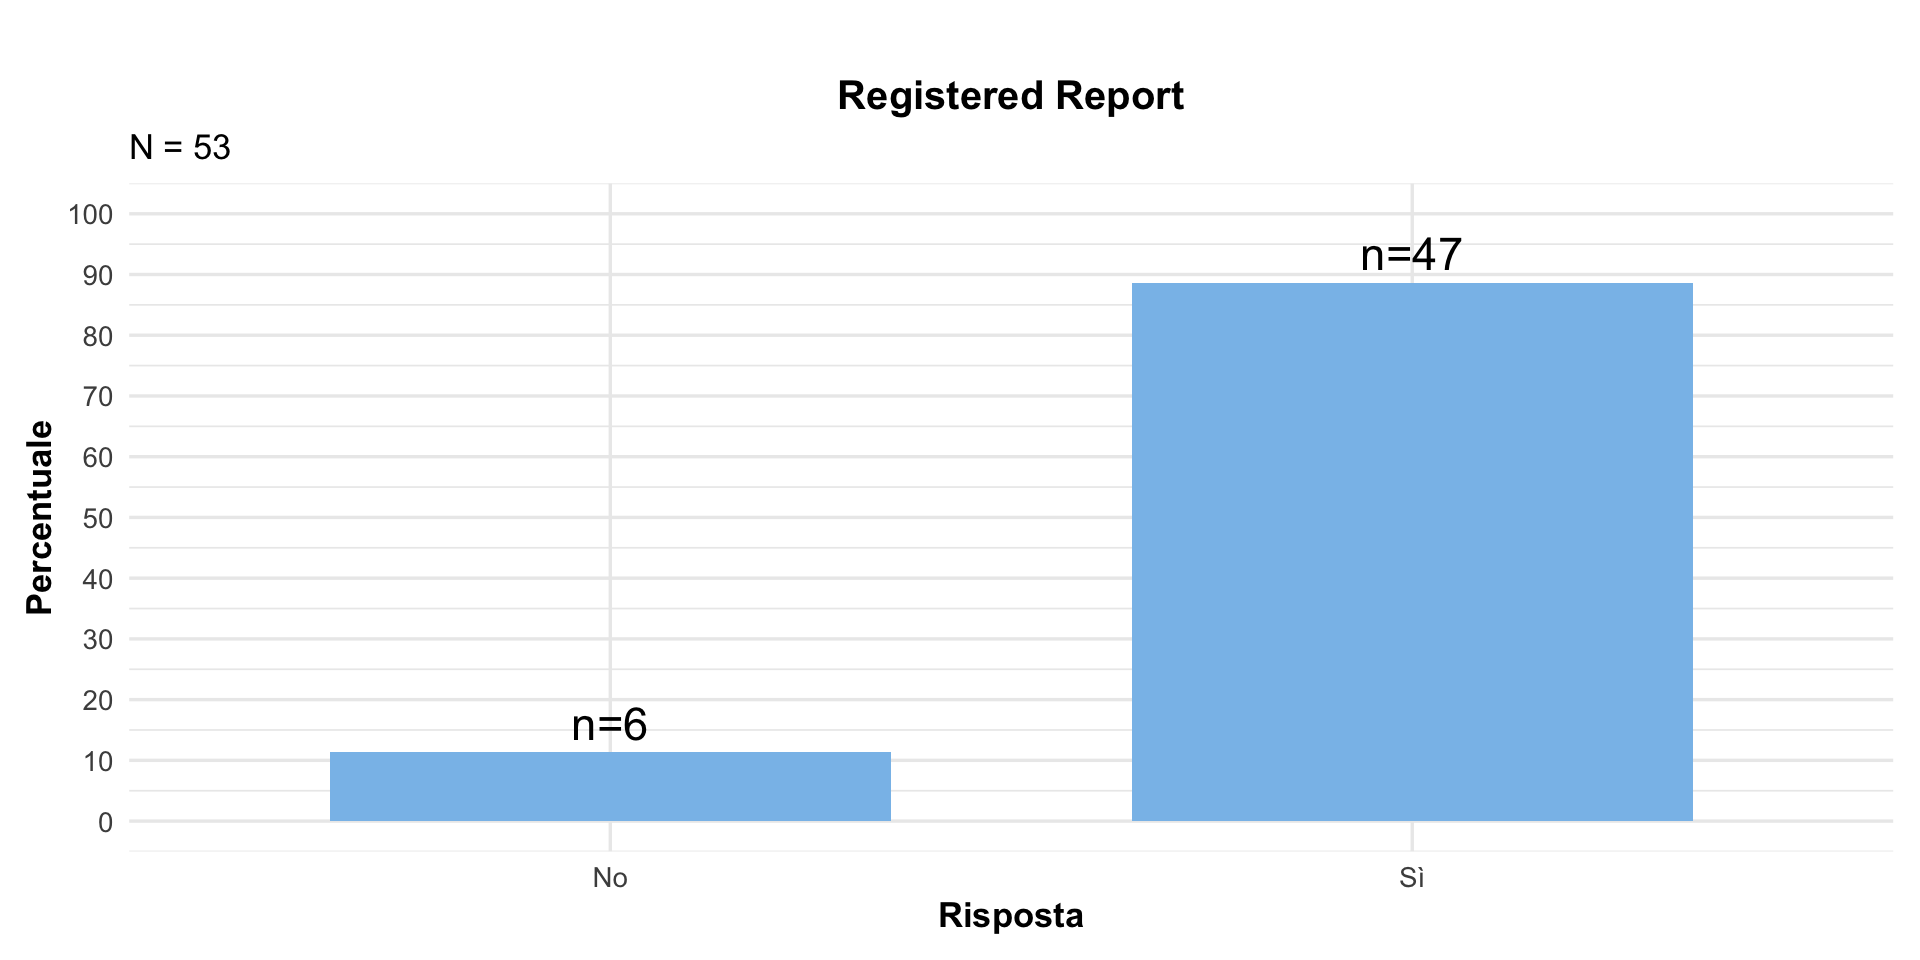 Registered Report
N = 53
100
90
80
70
60
50
40
30
20
10
0
Percentuale
n=6
n=47
No
Sì
Risposta